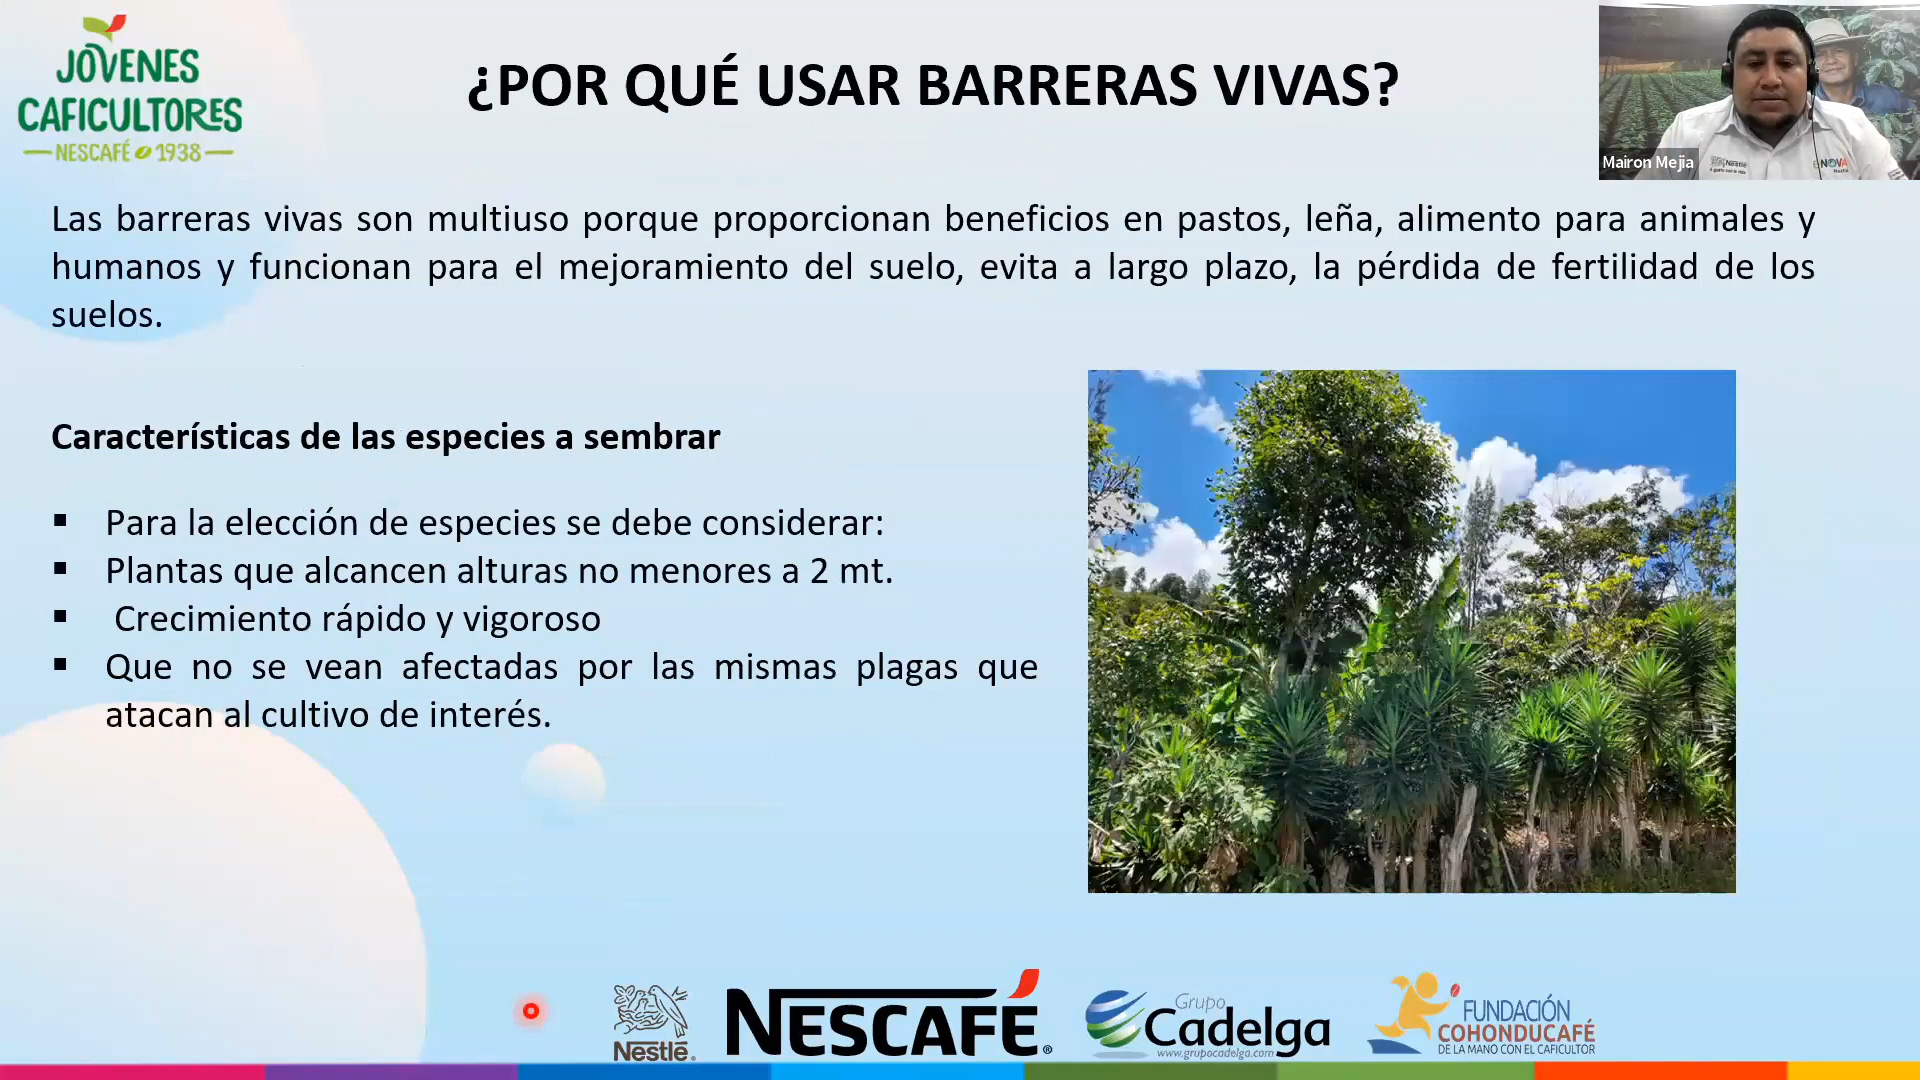 JÓVENES
CAFICULTORES
NESCAFÉ 1938
¿POR QUÉ USAR BARRERAS VIVAS?
Mairon Mejia
Nestlé
NOVA
Nestlé
Las barreras vivas son multiuso porque proporcionan beneficios en pastos, leña, alimento para animales y
humanos y funcionan para el mejoramiento del suelo, evita a largo plazo, la pérdida de fertilidad de los
suelos.
Características de las especies a sembrar
▪ Para la elección de especies se debe considerar:
▪ Plantas que alcancen alturas no menores a 2 mt.
▪ Crecimiento rápido y vigoroso
▪ Que no se vean afectadas por las mismas plagas que
atacan al cultivo de interés.
Nestlé®
NESCAFÉ®
Grupo
Cadelga
www.grupocadelga.com
FUNDACIÓN
COHONDUCAFÉ
DE LA MANO CON EL CAFICULTOR